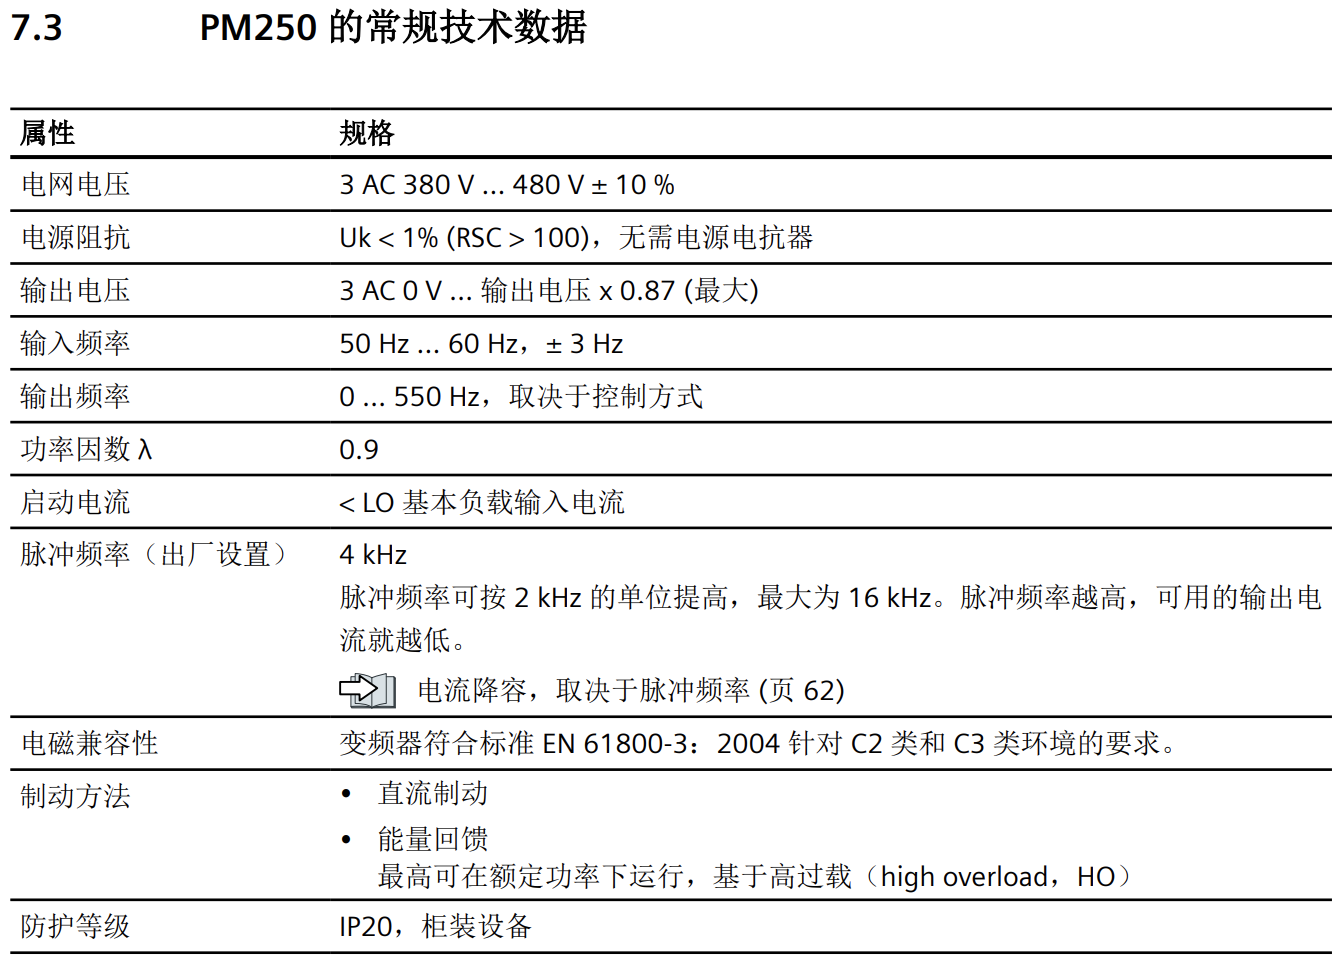 7.3 PM250 的常规技术数据
属性 规格
电网电压 3 AC 380 V … 480 V ± 10 %
电源阻抗 Uk < 1% (RSC > 100)，无需电源电抗器
输出电压 3 AC 0 V … 输出电压 x 0.87 (最大)
输入频率 50 Hz … 60 Hz，± 3 Hz
输出频率 0 … 550 Hz，取决于控制方式
功率因数 λ 0.9
启动电流 < LO 基本负载输入电流
脉冲频率（出厂设置） 4 kHz
脉冲频率可按 2 kHz 的单位提高，最大为 16 kHz。脉冲频率越高，可用的输出电
流就越低。
电流降容，取决于脉冲频率 (页 62)
电磁兼容性 变频器符合标准 EN 61800-3：2004 针对 C2 类和 C3 类环境的要求。
制动方法 • 直流制动
• 能量回馈
最高可在额定功率下运行，基于高过载（high overload，HO）
防护等级 IP20，柜装设备